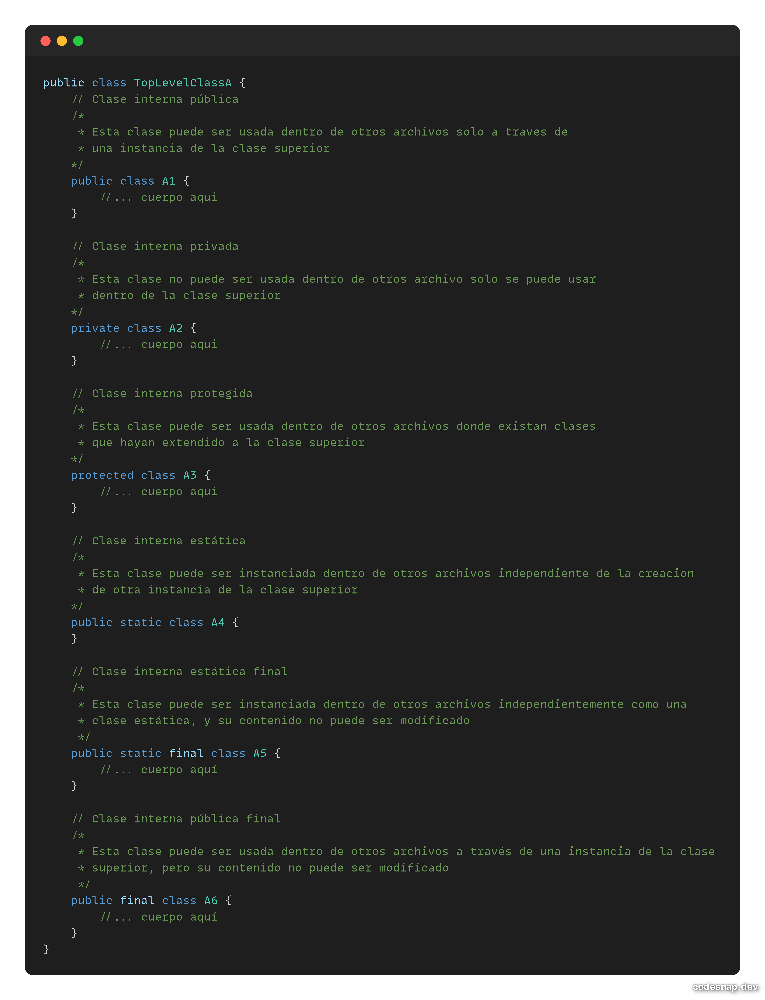 public class TopLevelClassA {
    // Clase interna pública
    /*
     * Esta clase puede ser usada dentro de otros archivos solo a traves de
     * una instancia de la clase superior
    */
    public class A1 {
        //... cuerpo aqui
    }

    // Clase interna privada
    /*
     * Esta clase no puede ser usada dentro de otros archivo solo se puede usar
     * dentro de la clase superior
    */
    private class A2 {
        //... cuerpo aqui
    }

    // Clase interna protegida
    /*
     * Esta clase puede ser usada dentro de otros archivos donde existan clases
     * que hayan extendido a la clase superior
    */
    protected class A3 {
        //... cuerpo aqui
    }

    // Clase interna estática
    /*
     * Esta clase puede ser instanciada dentro de otros archivos independiente de la creacion
     * de otra instancia de la clase superior
    */
    public static class A4 {
    }

    // Clase interna estática final
    /*
     * Esta clase puede ser instanciada dentro de otros archivos independientemente como una
     * clase estática, y su contenido no puede ser modificado
     */
    public static final class A5 {
        //... cuerpo aquí
    }

    // Clase interna pública final
    /*
     * Esta clase puede ser usada dentro de otros archivos a través de una instancia de la clase
     * superior, pero su contenido no puede ser modificado
     */
    public final class A6 {
        //... cuerpo aquí
    }
}
codesnap.dev